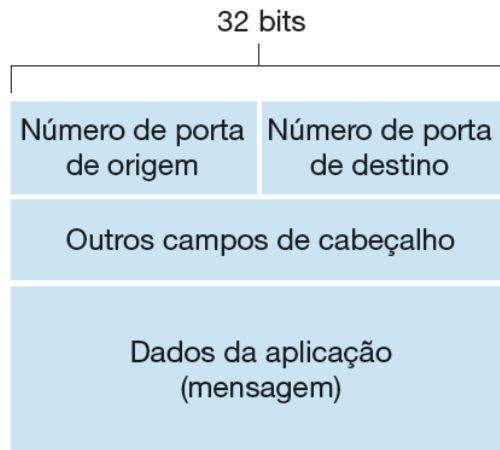 32 bits
Número de porta
de origem
Número de porta
de destino
Outros campos de cabeçalho
Dados da aplicação
(mensagem)